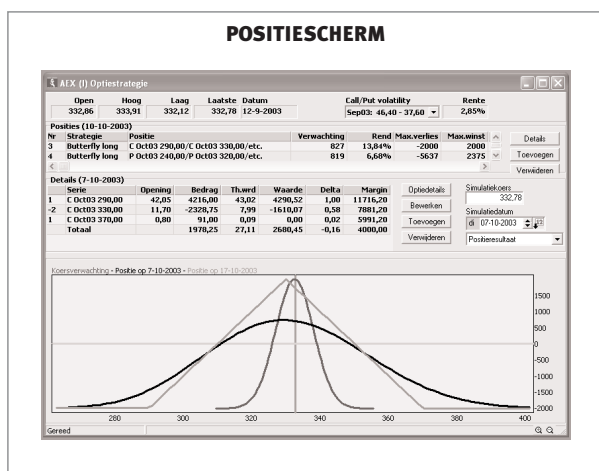 POSITIESCHERM
AEX (I) Optiestrategie
Open Hoog Laag Laatste Datum Call/Put volatility Rente
332,86 333,91 332,12 332,78 12-9-2003 Sep03: 46,40 - 37,60 2,85%
Posities (10-10-2003)
Nr Strategie Positie Verwachting Rend Max.verlies Max.winst
3 Butterfly long C Oct03 290,00/C Oct03 330,00/etc. 827 13,84% -2000 2000
4 Butterfly long P Oct03 240,00/P Oct03 320,00/etc. 819 6,68% -5637 2375
Details
Toevoegen
Verwijderen
Details (7-10-2003)
Serie Opening Bedrag Th.wrd Waarde Delta Margin
1 C Oct03 290,00 42,05 4216,00 43,02 4290,52 1,00 11716,20
-2 C Oct03 330,00 11,70 -2328,75 7,99 -1610,07 0,58 7881,20
1 C Oct03 370,00 0,80 91,00 0,09 0,00 0,02 5991,20
Totaal 1978,25 27,11 2680,45 -0,16 4000,00
Optiedetails
Bewerken
Toevoegen
Verwijderen
Simulatiekoers
332,78
Simulatiedatum
di 07-10-2003
Positieresultaat
Koersverwachting - Positie op 7-10-2003 - Positie op 17-10-2003
1500
1000
500
0
-500
-1000
-1500
-2000
280 300 320 340 360 380 400
Gereed